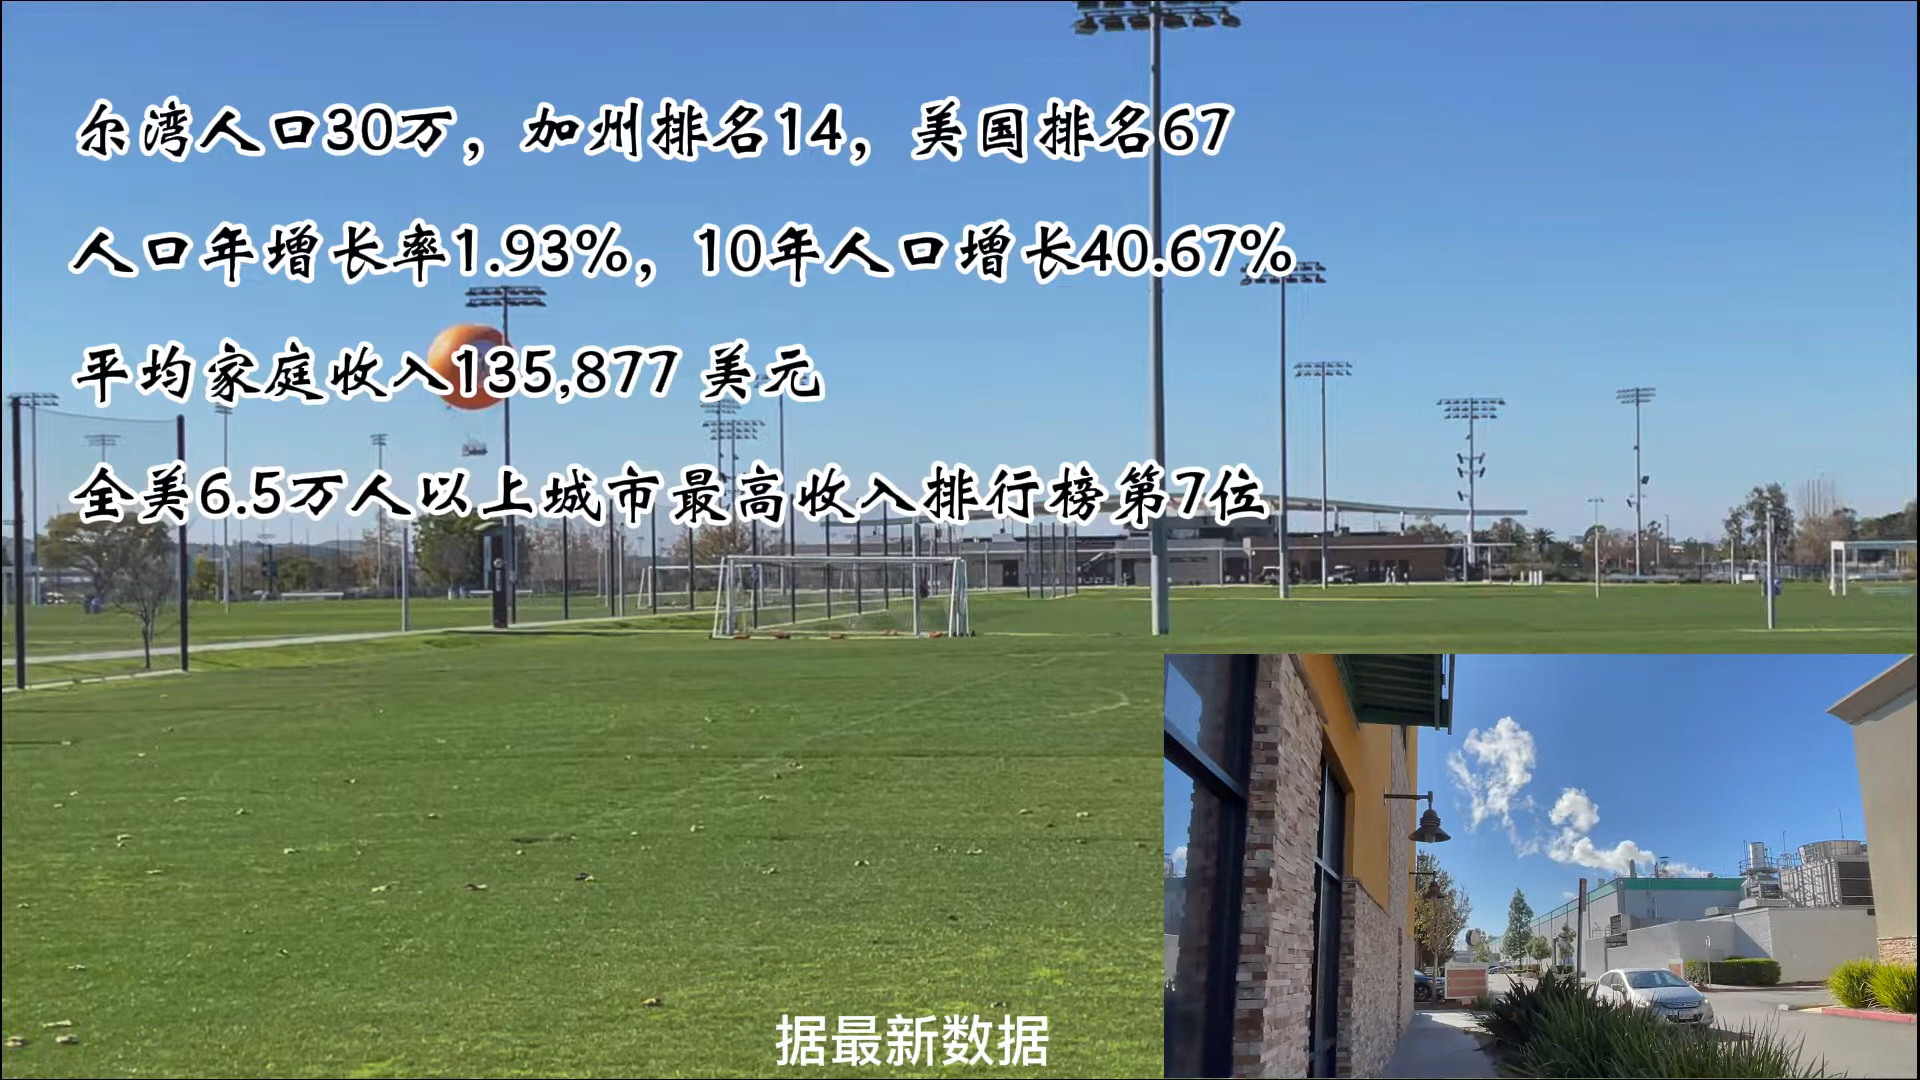 尔湾人口30万，加州排名14，美国排名67
人口年增长率1.93%，10年人口增长40.67%
平均家庭收入135,877 美元
全美6.5万人以上城市最高收入排行榜第7位
据最新数据